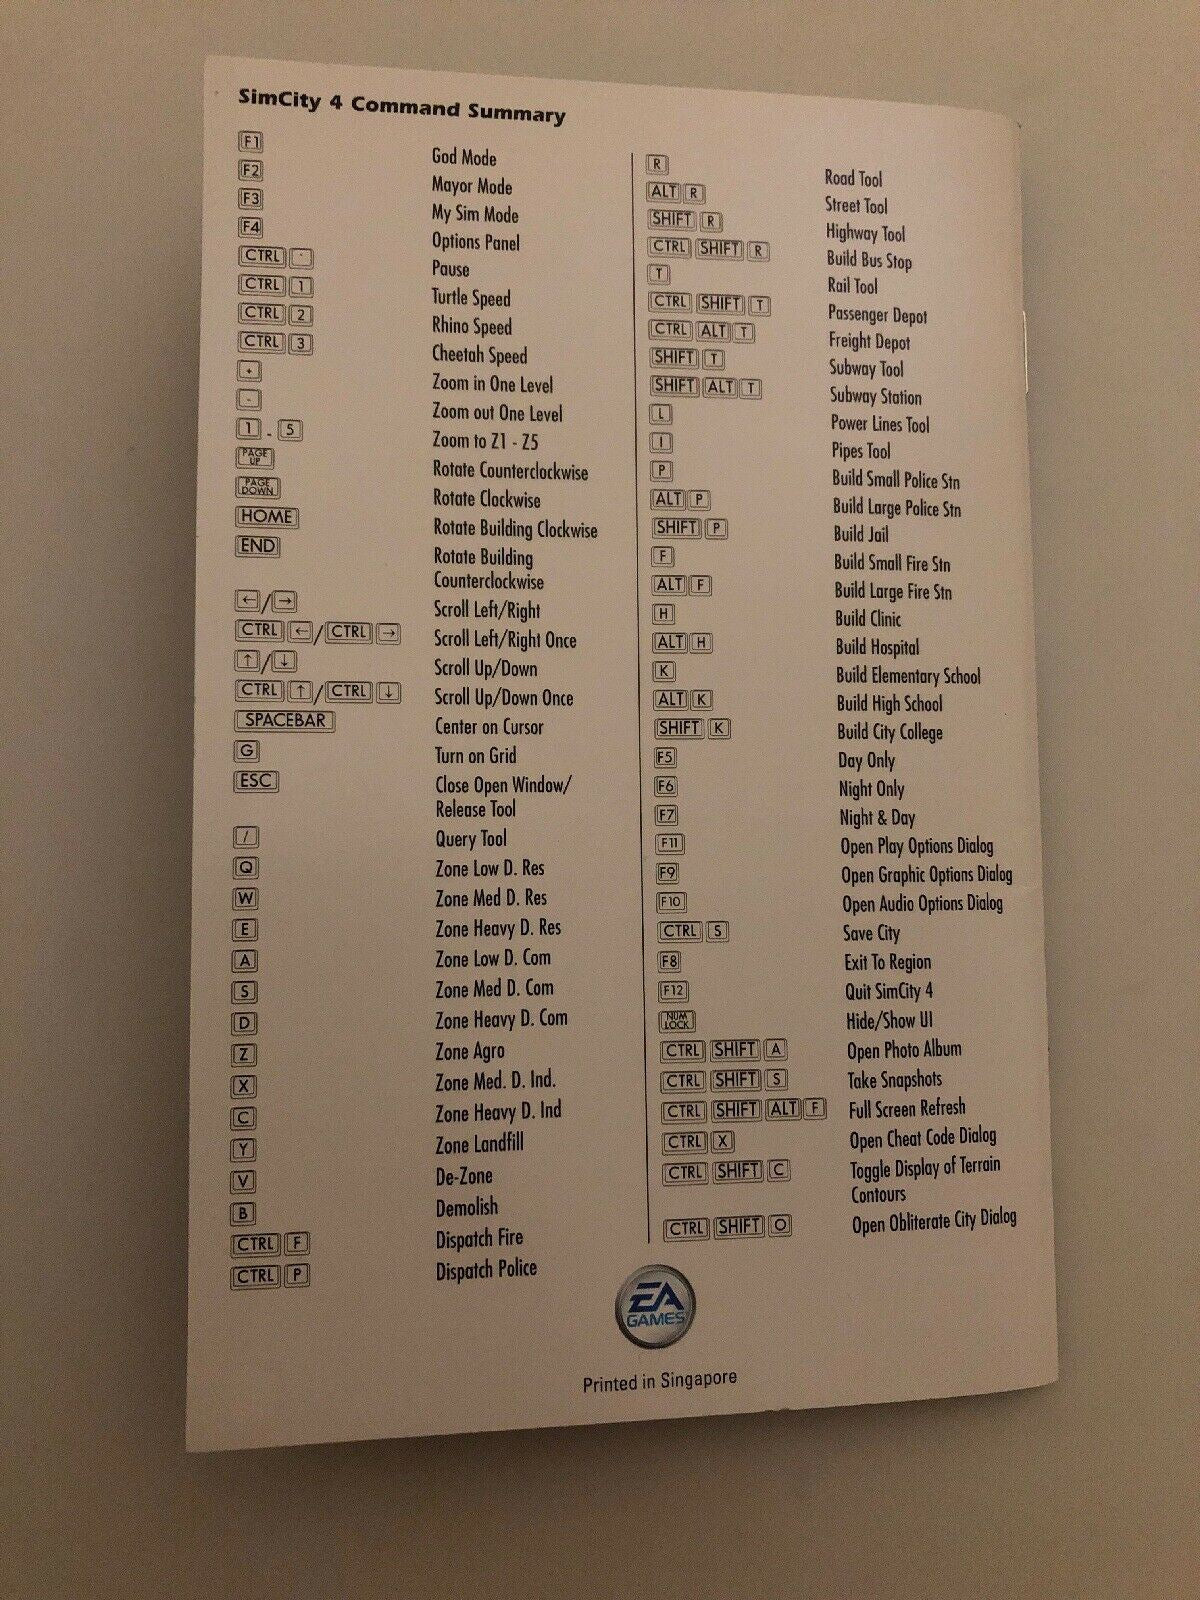 SimCity 4 Command Summary
F1 God Mode
F2 Mayor Mode
F3 My Sim Mode
F4 Options Panel
CTRL ` Pause
CTRL 1 Turtle Speed
CTRL 2 Rhino Speed
CTRL 3 Cheetah Speed
+ Zoom in One Level
- Zoom out One Level
1 - 5 Zoom to Z1 - Z5
PAGE UP Rotate Counterclockwise
PAGE DOWN Rotate Clockwise
HOME Rotate Building Clockwise
END Rotate Building
Counterclockwise
←/→ Scroll Left/Right
CTRL ←/CTRL → Scroll Left/Right Once
↑/↓ Scroll Up/Down
CTRL ↑/CTRL ↓ Scroll Up/Down Once
SPACEBAR Center on Cursor
G Turn on Grid
ESC Close Open Window/
Release Tool
/ Query Tool
Q Zone Low D. Res
W Zone Med D. Res
E Zone Heavy D. Res
A Zone Low D. Com
S Zone Med D. Com
D Zone Heavy D. Com
Z Zone Agro
X Zone Med. D. Ind.
C Zone Heavy D. Ind
Y Zone Landfill
V De-Zone
B Demolish
CTRL F Dispatch Fire
CTRL P Dispatch Police
R Road Tool
ALT R Street Tool
SHIFT R Highway Tool
CTRL SHIFT R Build Bus Stop
T Rail Tool
CTRL SHIFT T Passenger Depot
CTRL ALT T Freight Depot
SHIFT T Subway Tool
SHIFT ALT T Subway Station
L Power Lines Tool
I Pipes Tool
P Build Small Police Stn
ALT P Build Large Police Stn
SHIFT P Build Jail
F Build Small Fire Stn
ALT F Build Large Fire Stn
H Build Clinic
ALT H Build Hospital
K Build Elementary School
ALT K Build High School
SHIFT K Build City College
F5 Day Only
F6 Night Only
F7 Night & Day
F11 Open Play Options Dialog
F9 Open Graphic Options Dialog
F10 Open Audio Options Dialog
CTRL S Save City
F8 Exit To Region
F12 Quit SimCity 4
NUM LOCK Hide/Show UI
CTRL SHIFT A Open Photo Album
CTRL SHIFT S Take Snapshots
CTRL SHIFT ALT F Full Screen Refresh
CTRL X Open Cheat Code Dialog
CTRL SHIFT C Toggle Display of Terrain
Contours
CTRL SHIFT O Open Obliterate City Dialog
EA
GAMES
Printed in Singapore